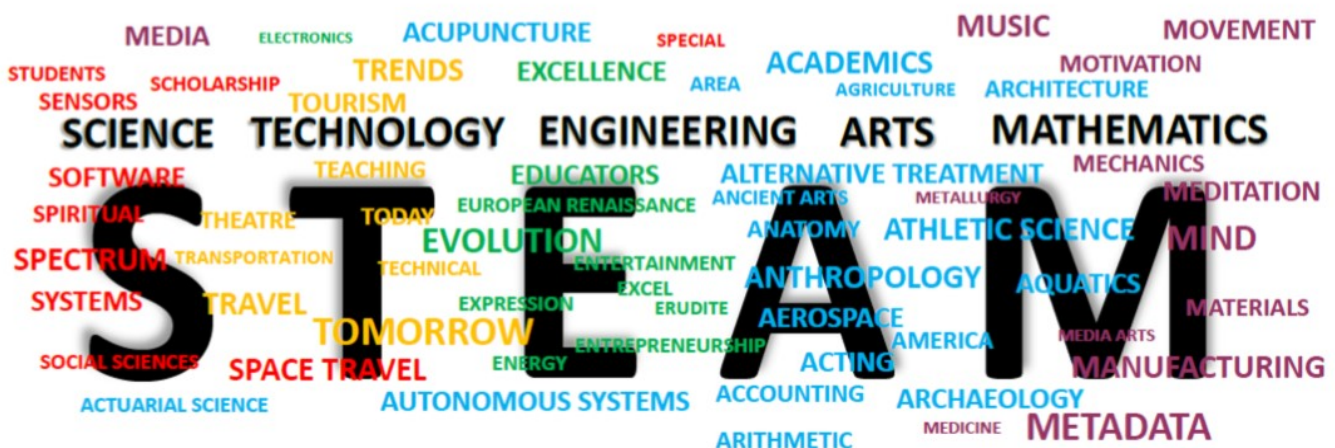 MEDIA ELECTRONICS ACUPUNCTURE SPECIAL MUSIC MOVEMENT
STUDENTS SCHOLARSHIP TRENDS EXCELLENCE AREA ACADEMICS MOTIVATION
SENSORS TOURISM AGRICULTURE ARCHITECTURE
SCIENCE TECHNOLOGY ENGINEERING ARTS MATHEMATICS
SOFTWARE TEACHING EDUCATORS ALTERNATIVE TREATMENT MECHANICS
STEAM
SPIRITUAL THEATRE TODAY EUROPEAN RENAISSANCE ANCIENT ARTS METALLURGY MEDITATION
EVOLUTION ANATOMY ATHLETIC SCIENCE MIND
SPECTRUM TRANSPORTATION TECHNICAL ENTERTAINMENT ANTHROPOLOGY AQUATICS
SYSTEMS TRAVEL EXPRESSION EXCEL ERUDITE AEROSPACE MATERIALS
TOMORROW ENTREPRENEURSHIP AMERICA MEDIA ARTS
SOCIAL SCIENCES SPACE TRAVEL ENERGY ACTING MANUFACTURING
ACTUARIAL SCIENCE AUTONOMOUS SYSTEMS ACCOUNTING ARCHAEOLOGY
ARITHMETIC MEDICINE METADATA